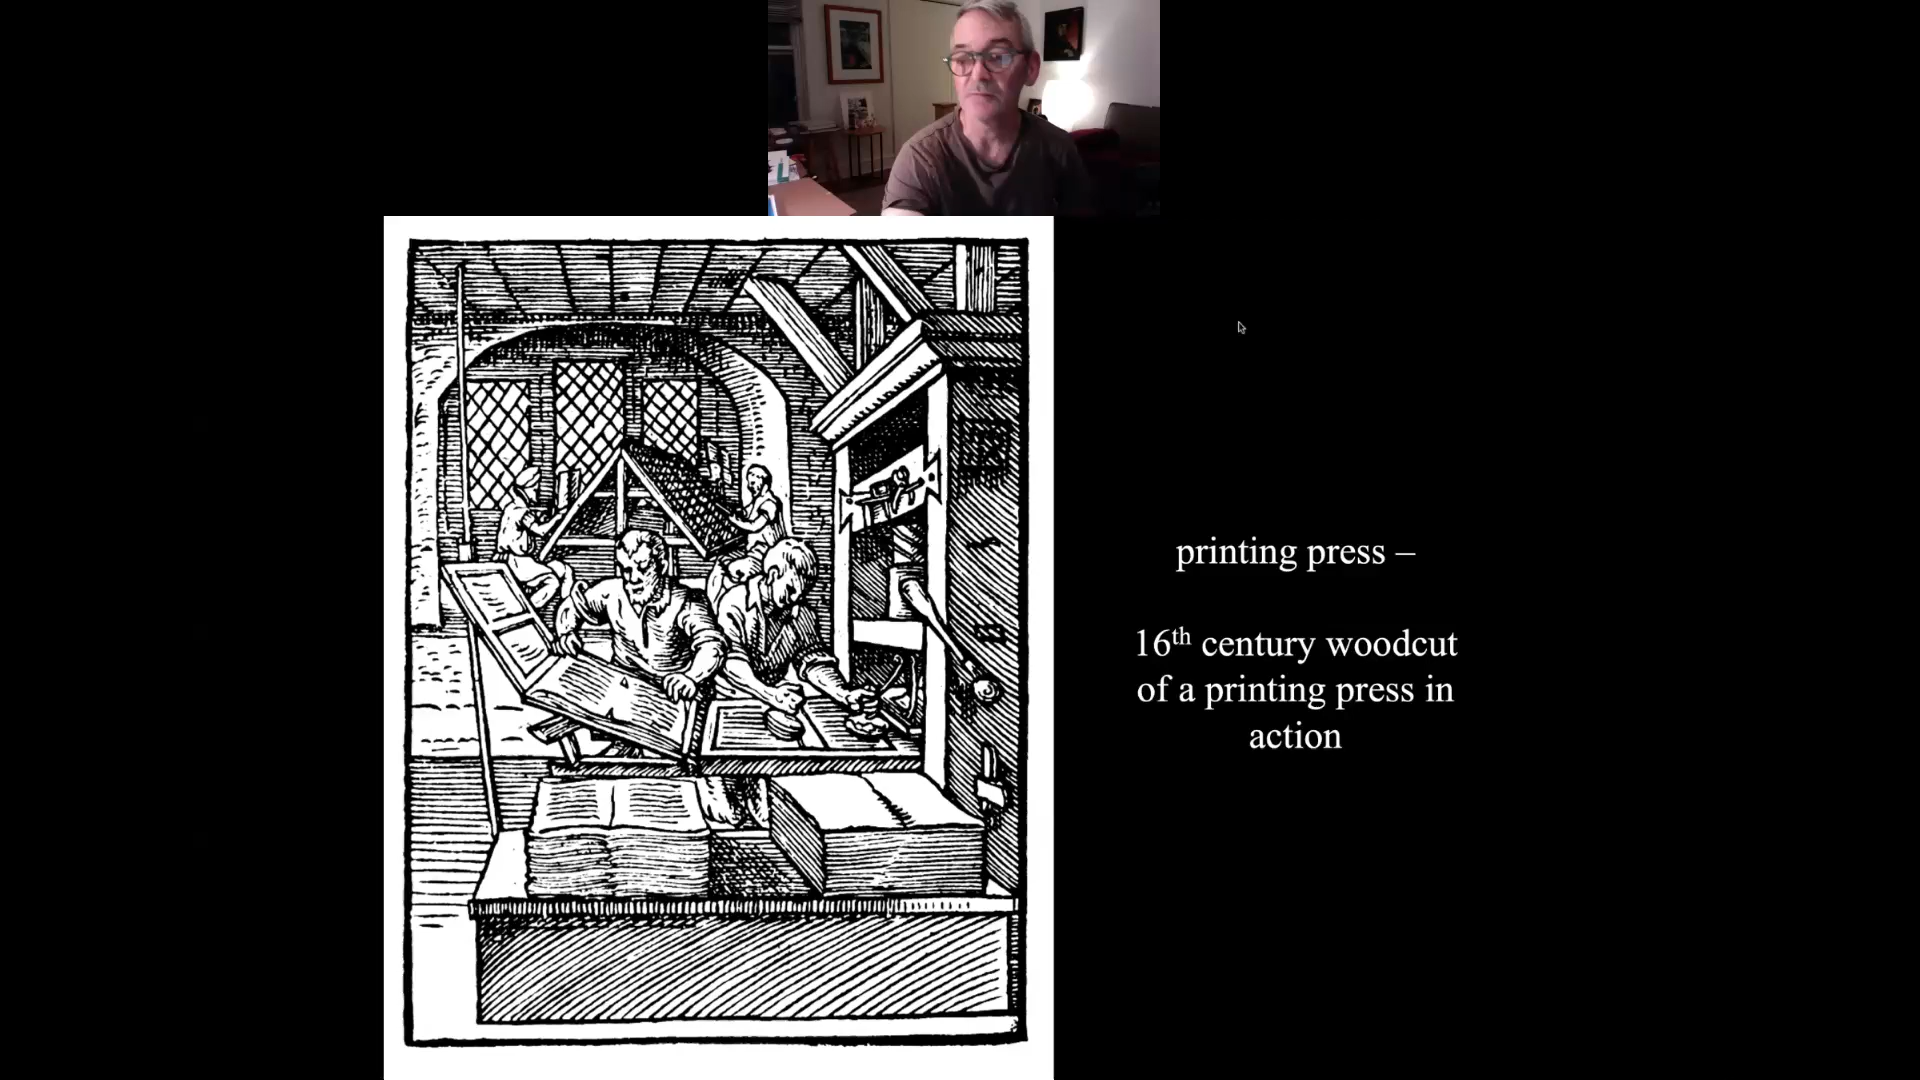 printing press –
16th century woodcut
of a printing press in
action